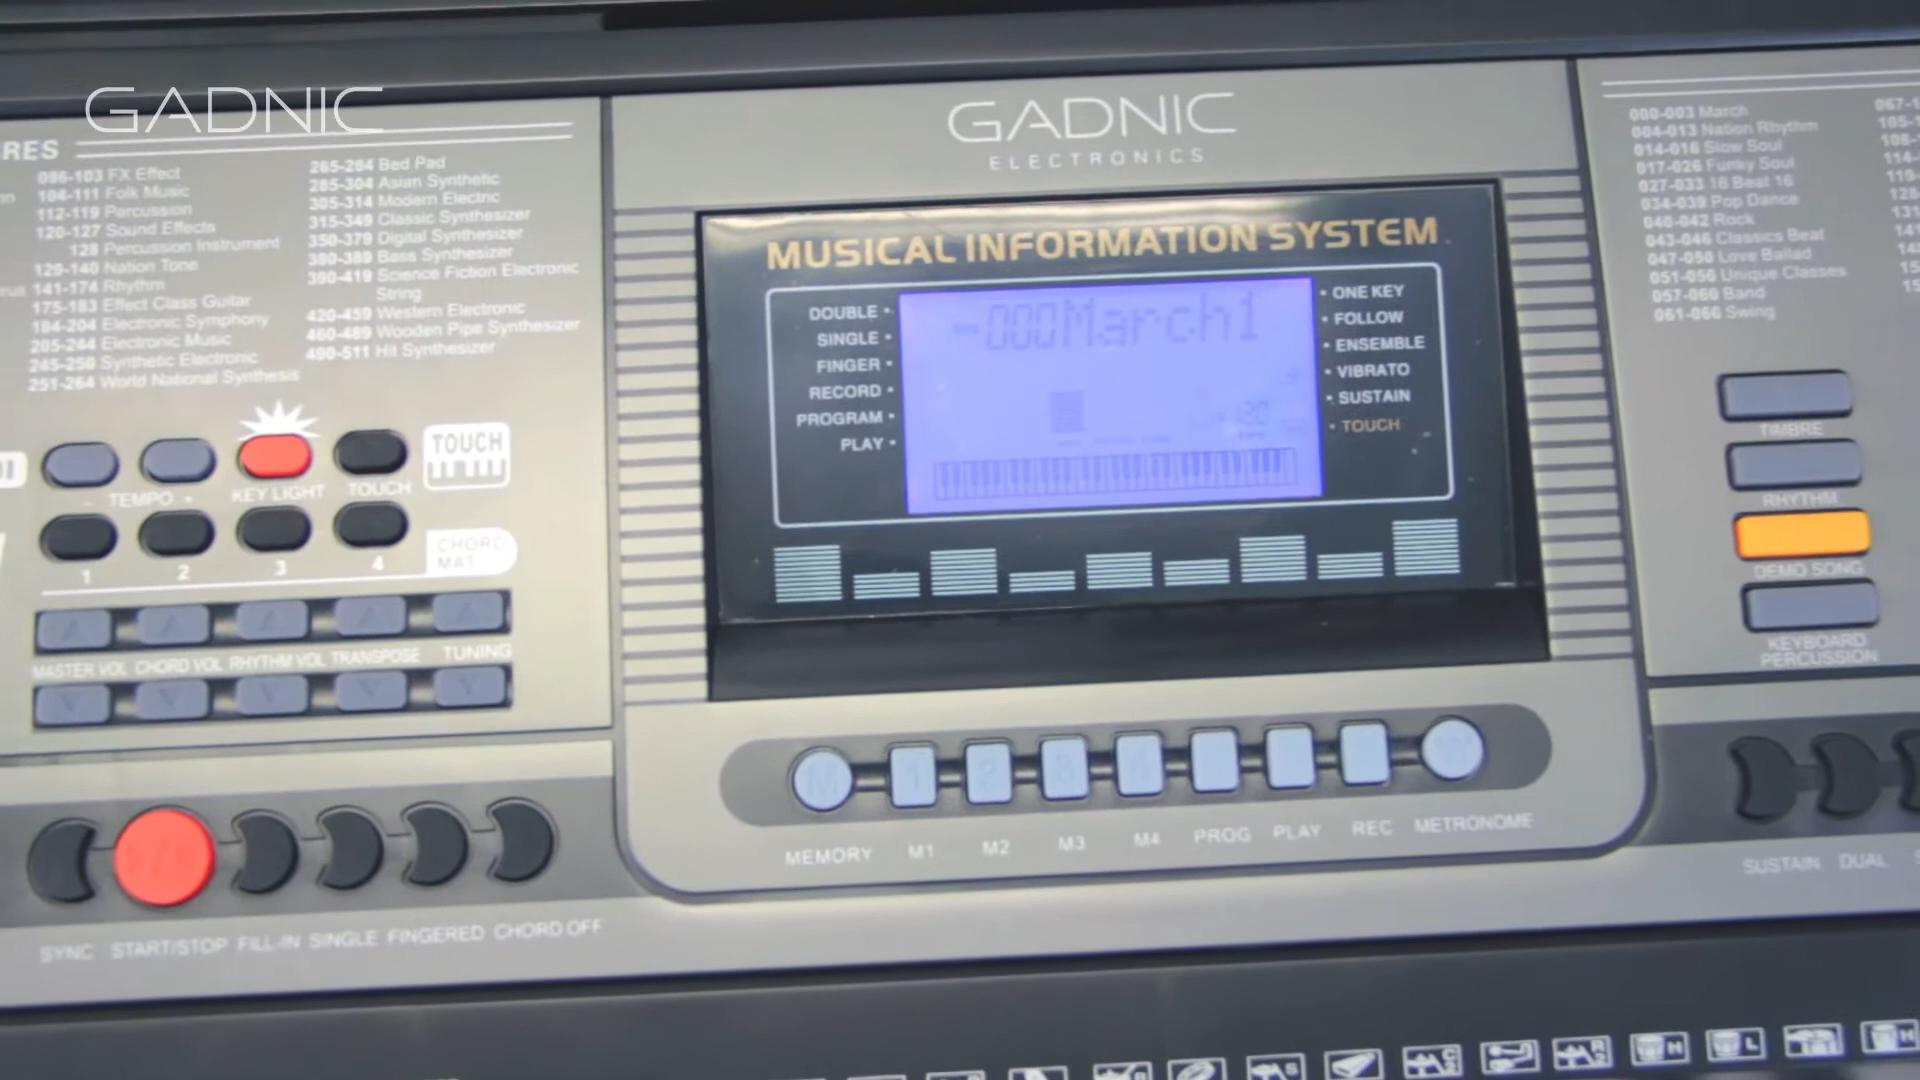 GADNIC
RES
086-103 FX Effect
104-111 Folk Music
112-119 Percussion
120-127 Sound Effects
128 Percussion Instrument
129-140 Nation Tone
141-174 Rhythm
175-183 Effect Class Guitar
184-204 Electronic Symphony
205-244 Electronic Music
245-250 Synthetic Electronic
251-264 World National Synthesis
265-284 Bed Pad
285-304 Asian Synthetic
305-314 Modern Electric
315-349 Classic Synthesizer
350-379 Digital Synthesizer
380-389 Bass Synthesizer
390-419 Science Fiction Electronic
String
420-459 Western Electronic
460-489 Wooden Pipe Synthesizer
490-511 Hit Synthesizer
- TEMPO +
KEY LIGHT
TOUCH
TOUCH
1 2 3 4
CHORD
MAT
MASTER VOL CHORD VOL RHYTHM VOL TRANSPOSE TUNING
SYNC START/STOP FILL-IN SINGLE FINGERED CHORD OFF
GADNIC
ELECTRONICS
MUSICAL INFORMATION SYSTEM
DOUBLE
SINGLE
FINGER
RECORD
PROGRAM
PLAY
-000March1
120
ONE KEY
FOLLOW
ENSEMBLE
VIBRATO
SUSTAIN
TOUCH
M 1 2 3 4
MEMORY M1 M2 M3 M4 PROG PLAY REC METRONOME
000-003 March
004-013 Nation Rhythm
014-016 Slow Soul
017-026 Funky Soul
027-033 16 Beat 16
034-039 Pop Dance
040-042 Rock
043-046 Classics Beat
047-050 Love Ballad
051-056 Unique Classes
057-060 Band
061-066 Swing
TIMBRE
RHYTHM
DEMO SONG
KEYBOARD
PERCUSSION
SUSTAIN DUAL